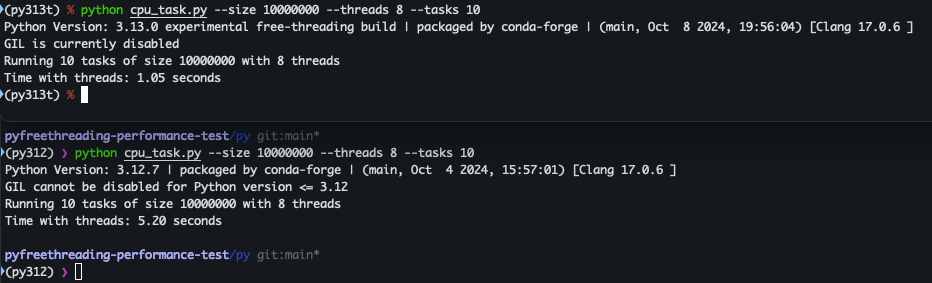 (py313t) % python cpu_task.py --size 10000000 --threads 8 --tasks 10
Python Version: 3.13.0 experimental free-threading build | packaged by conda-forge | (main, Oct  8 2024, 19:56:04) [Clang 17.0.6 ]
GIL is currently disabled
Running 10 tasks of size 10000000 with 8 threads
Time with threads: 1.05 seconds
(py313t) %
pyfreethreading-performance-test/py git:main*
(py312) ❯ python cpu_task.py --size 10000000 --threads 8 --tasks 10
Python Version: 3.12.7 | packaged by conda-forge | (main, Oct  4 2024, 15:57:01) [Clang 17.0.6 ]
GIL cannot be disabled for Python version <= 3.12
Running 10 tasks of size 10000000 with 8 threads
Time with threads: 5.20 seconds
pyfreethreading-performance-test/py git:main*
(py312) ❯